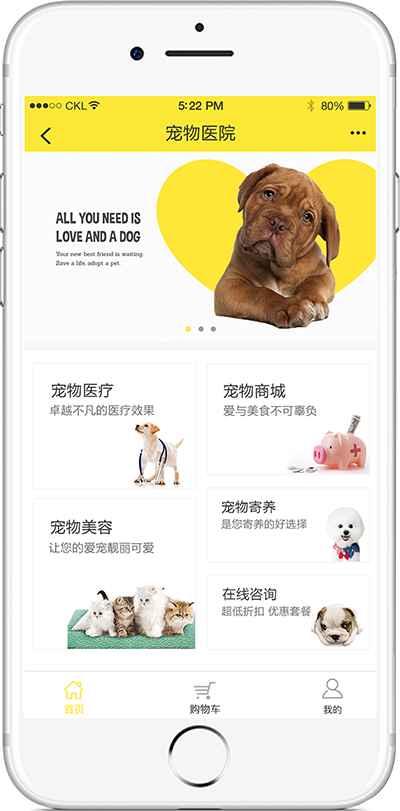 CKL 5:22 PM 80%
宠物医院
ALL YOU NEED IS
LOVE AND A DOG
Your new best friend is waiting.
Save a life, adopt a pet.
宠物医疗
卓越不凡的医疗效果
宠物商城
爱与美食不可辜负
宠物美容
让您的爱宠靓丽可爱
宠物寄养
是您寄养的好选择
在线咨询
超低折扣 优惠套餐
首页
购物车
我的